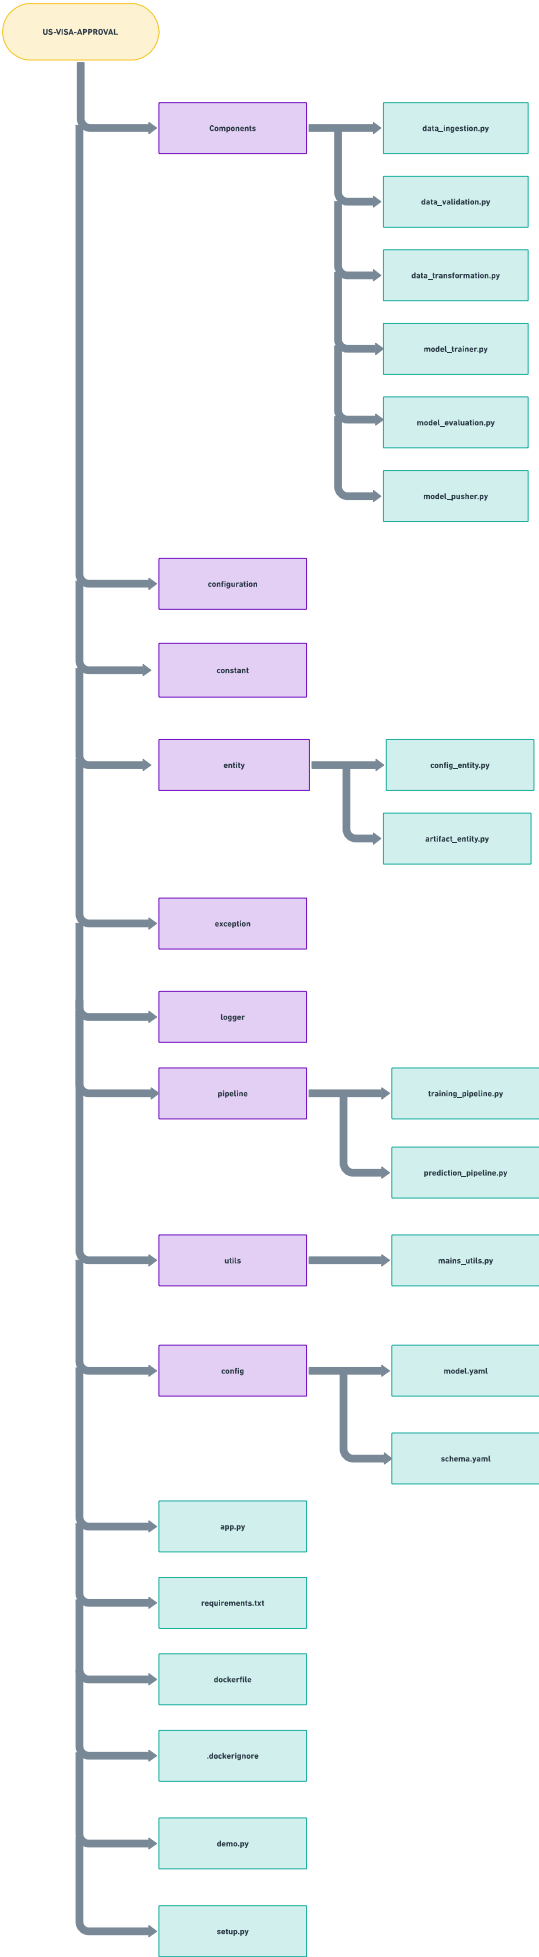 US-VISA-APPROVAL
Components
data_ingestion.py
data_validation.py
data_transformation.py
model_trainer.py
model_evaluation.py
model_pusher.py
configuration
constant
entity
config_entity.py
artifact_entity.py
exception
logger
pipeline
training_pipeline.py
prediction_pipeline.py
utils
mains_utils.py
config
model.yaml
schema.yaml
app.py
requirements.txt
dockerfile
.dockerignore
demo.py
setup.py